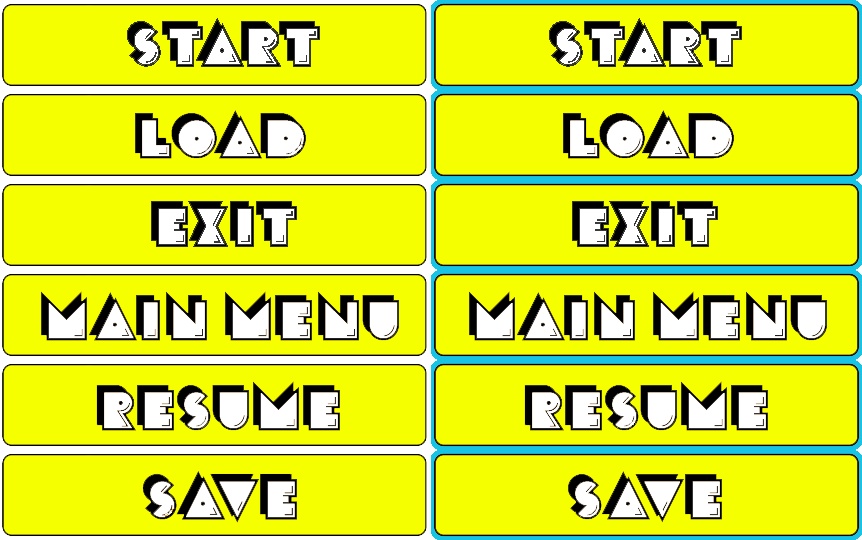 START START
LOAD LOAD
EXIT EXIT
MAIN MENU MAIN MENU
RESUME RESUME
SAVE SAVE